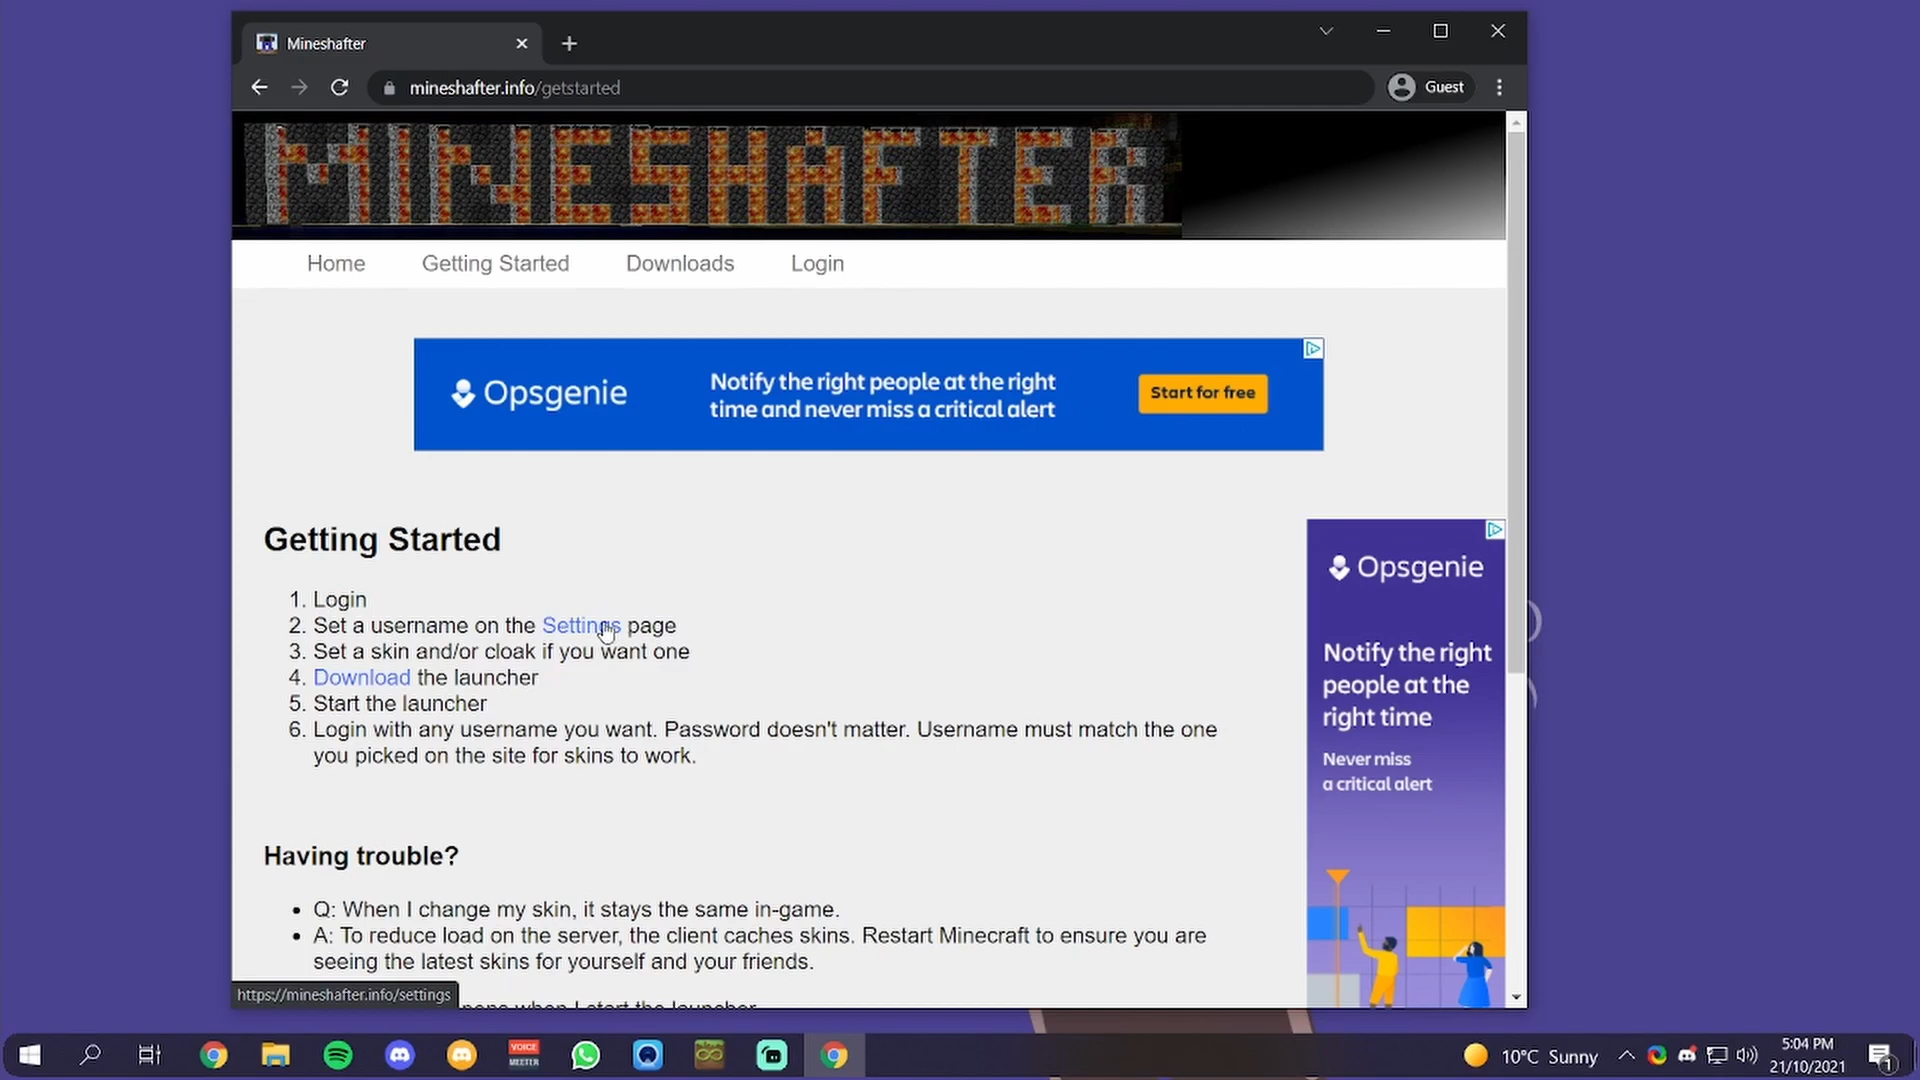 Mineshafter
mineshafter.info/getstarted
Guest
MINESHAFTER
Home Getting Started Downloads Login
Opsgenie
Notify the right people at the right
time and never miss a critical alert
Start for free
Getting Started
1. Login
2. Set a username on the Settings page
3. Set a skin and/or cloak if you want one
4. Download the launcher
5. Start the launcher
6. Login with any username you want. Password doesn't matter. Username must match the one
you picked on the site for skins to work.
Opsgenie
Notify the right
people at the
right time
Never miss
a critical alert
Having trouble?
• Q: When I change my skin, it stays the same in-game.
• A: To reduce load on the server, the client caches skins. Restart Minecraft to ensure you are
seeing the latest skins for yourself and your friends.
when I start the launcher
https://mineshafter.info/settings
VOICE
MEETER
10°C Sunny
5:04 PM
21/10/2021
1